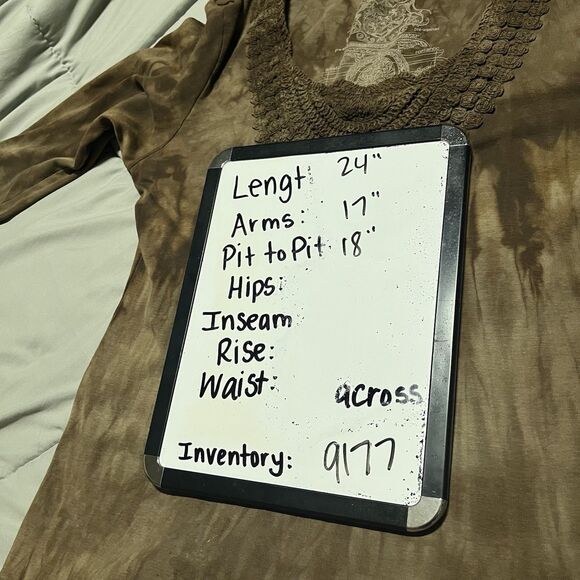 Lengt 24"
Arms: 17"
Pit to Pit 18"
Hips:
Inseam
Rise:
Waist: across
Inventory: 9177